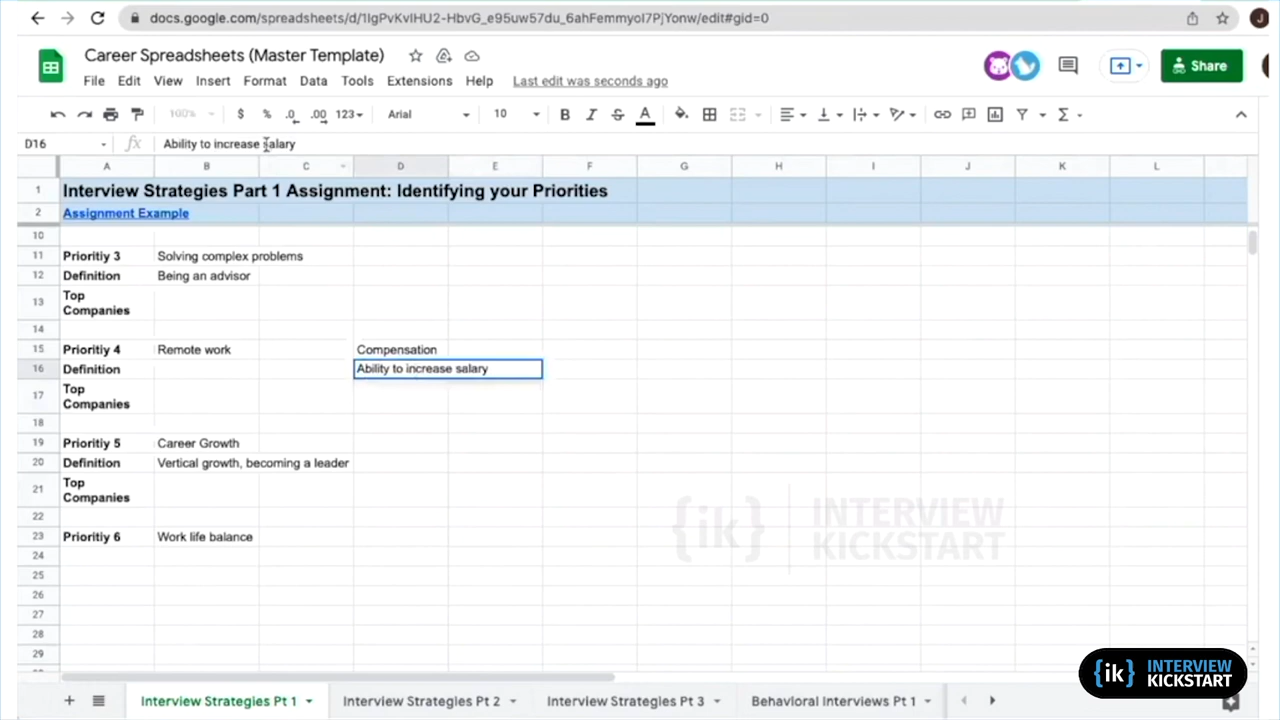 docs.google.com/spreadsheets/d/1IgPvKvIHU2-HbvG_e95uw57du_6ahFemmyoI7PjYonw/edit#gid=0
J
Career Spreadsheets (Master Template)
File Edit View Insert Format Data Tools Extensions Help Last edit was seconds ago
Share
100% $ % .0 .00 123 Arial 10 B I S A
D16 fx Ability to increase salary
A B C D E F G H I J K L
1 Interview Strategies Part 1 Assignment: Identifying your Priorities
2 Assignment Example
10
11 Prioritiy 3 Solving complex problems
12 Definition Being an advisor
13 Top Companies
14
15 Prioritiy 4 Remote work Compensation
16 Definition Ability to increase salary
17 Top Companies
18
19 Prioritiy 5 Career Growth
20 Definition Vertical growth, becoming a leader
21 Top Companies
22
23 Prioritiy 6 Work life balance
24
25
26
27
28
29
{ik} INTERVIEW KICKSTART
{ik} INTERVIEW KICKSTART
Interview Strategies Pt 1 Interview Strategies Pt 2 Interview Strategies Pt 3 Behavioral Interviews Pt 1